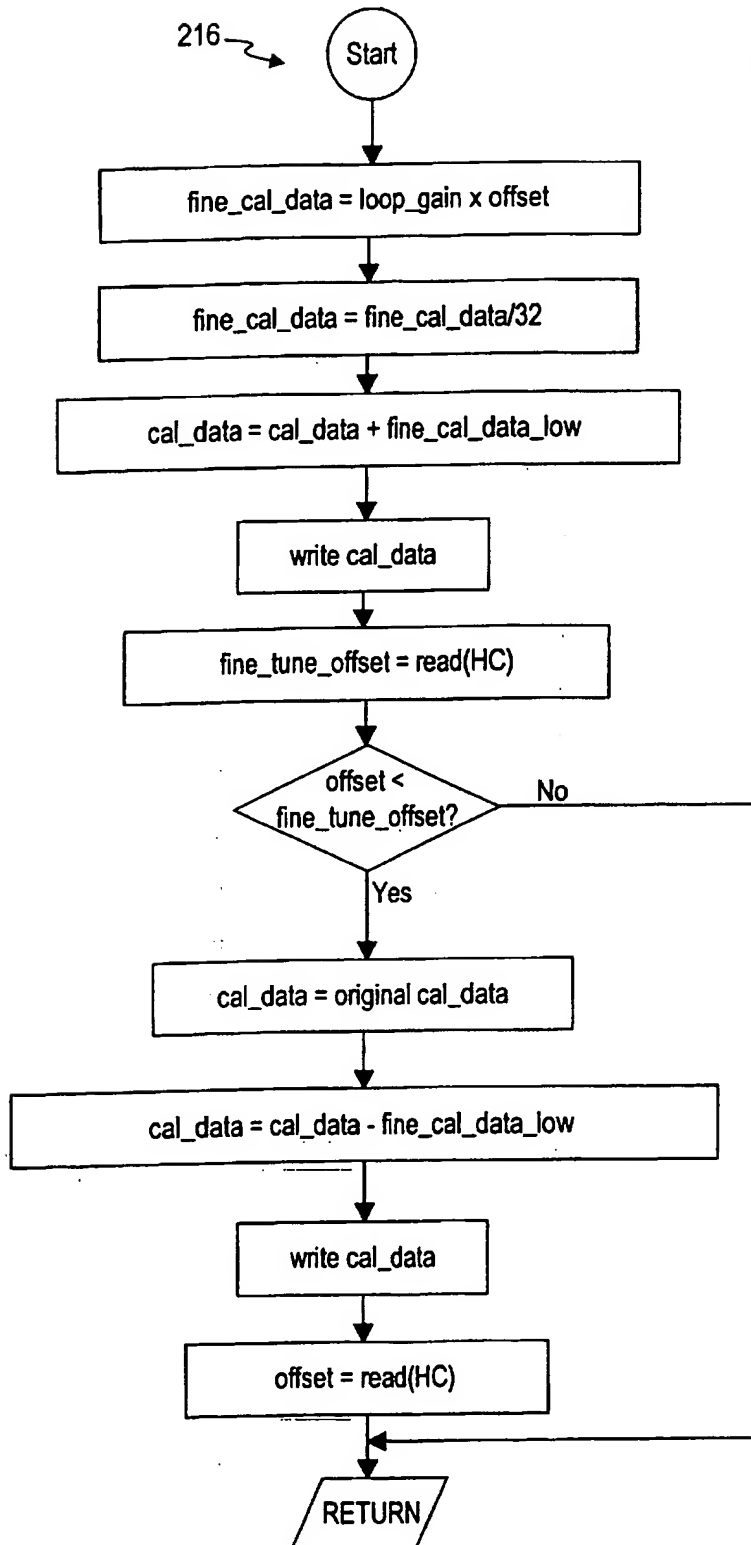 216
Start
fine_cal_data = loop_gain x offset
fine_cal_data = fine_cal_data/32
cal_data = cal_data + fine_cal_data_low
write cal_data
fine_tune_offset = read(HC)
offset <
fine_tune_offset?
No
Yes
cal_data = original cal_data
cal_data = cal_data - fine_cal_data_low
write cal_data
offset = read(HC)
RETURN